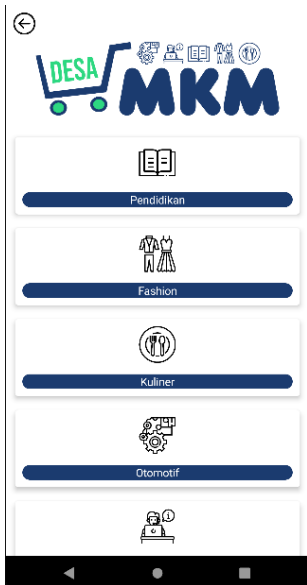 DESA
MKM
Pendidikan
Fashion
Kuliner
Otomotif